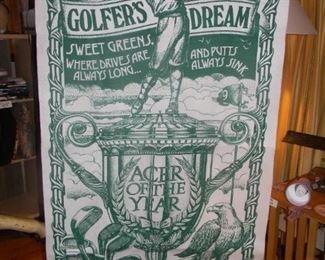 GOLFER'S DREAM
SWEET GREENS,
WHERE DRIVES ARE
ALWAYS LONG...
AND PUTTS
ALWAYS SINK
ACER
OF THE
YEAR